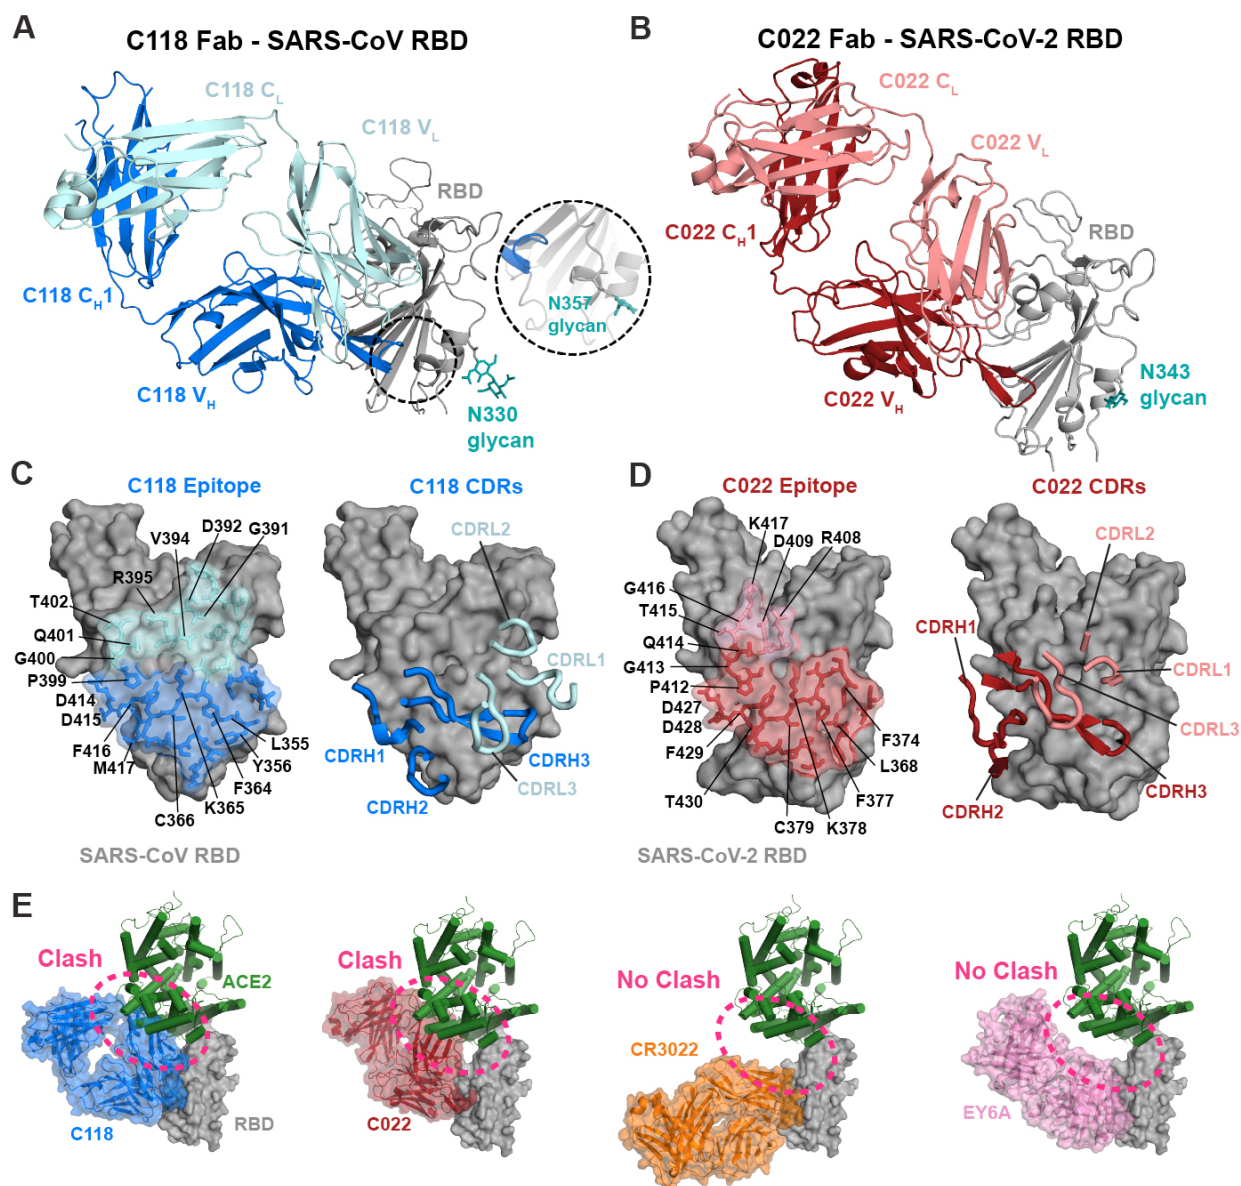 A
C118 Fab - SARS-CoV RBD
C118 CL
C118 VL
RBD
C118 CH1
C118 VH
N330
glycan
N357
glycan
B
C022 Fab - SARS-CoV-2 RBD
C022 CL
C022 VL
RBD
C022 CH1
C022 VH
N343
glycan
C
C118 Epitope
D392
G391
V394
R395
T402
Q401
G400
P399
D414
D415
F416
M417
C366
K365
F364
Y356
L355
SARS-CoV RBD
C118 CDRs
CDRL2
CDRL1
CDRH1
CDRH3
CDRL3
CDRH2
D
C022 Epitope
K417
D409
R408
G416
T415
Q414
G413
P412
D427
D428
F429
T430
C379
K378
F377
L368
F374
SARS-CoV-2 RBD
C022 CDRs
CDRL2
CDRH1
CDRL1
CDRL3
CDRH3
CDRH2
E
Clash
ACE2
C118
RBD
Clash
C022
No Clash
CR3022
No Clash
EY6A